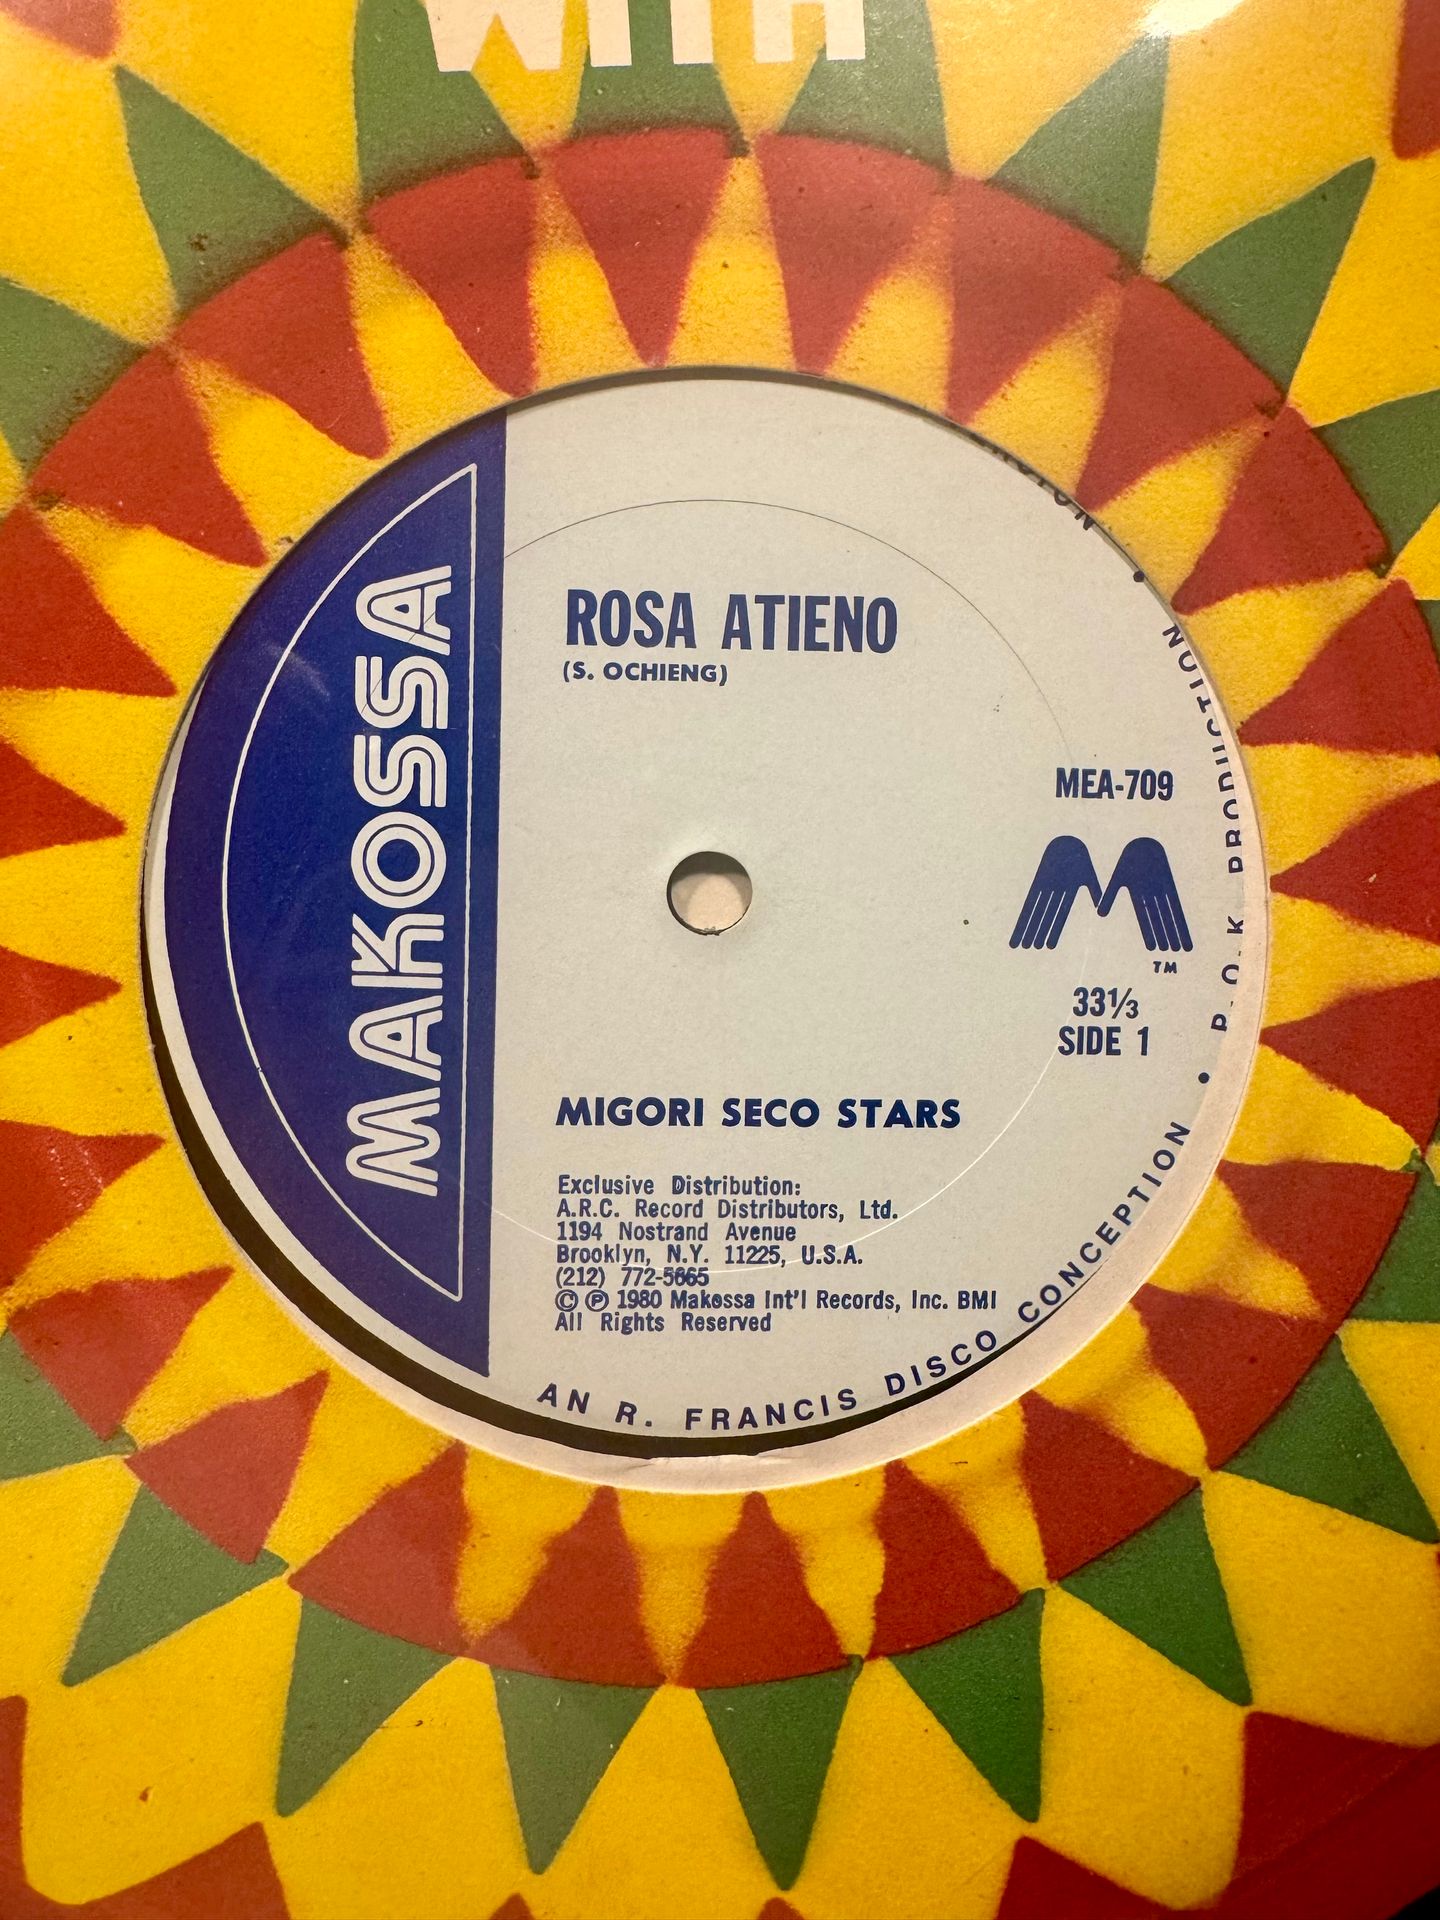 WITH
MAKOSSA
ROSA ATIENO
(S. OCHIENG)
MEA-709
M
TM
33⅓
SIDE 1
MIGORI SECO STARS
Exclusive Distribution:
A.R.C. Record Distributors, Ltd.
1194 Nostrand Avenue
Brooklyn, N.Y. 11225, U.S.A.
(212) 772-5665
© ℗ 1980 Makossa Int'l Records, Inc. BMI
All Rights Reserved
AN R. FRANCIS DISCO CONCEPTION • P.O.K. PRODUCTION •